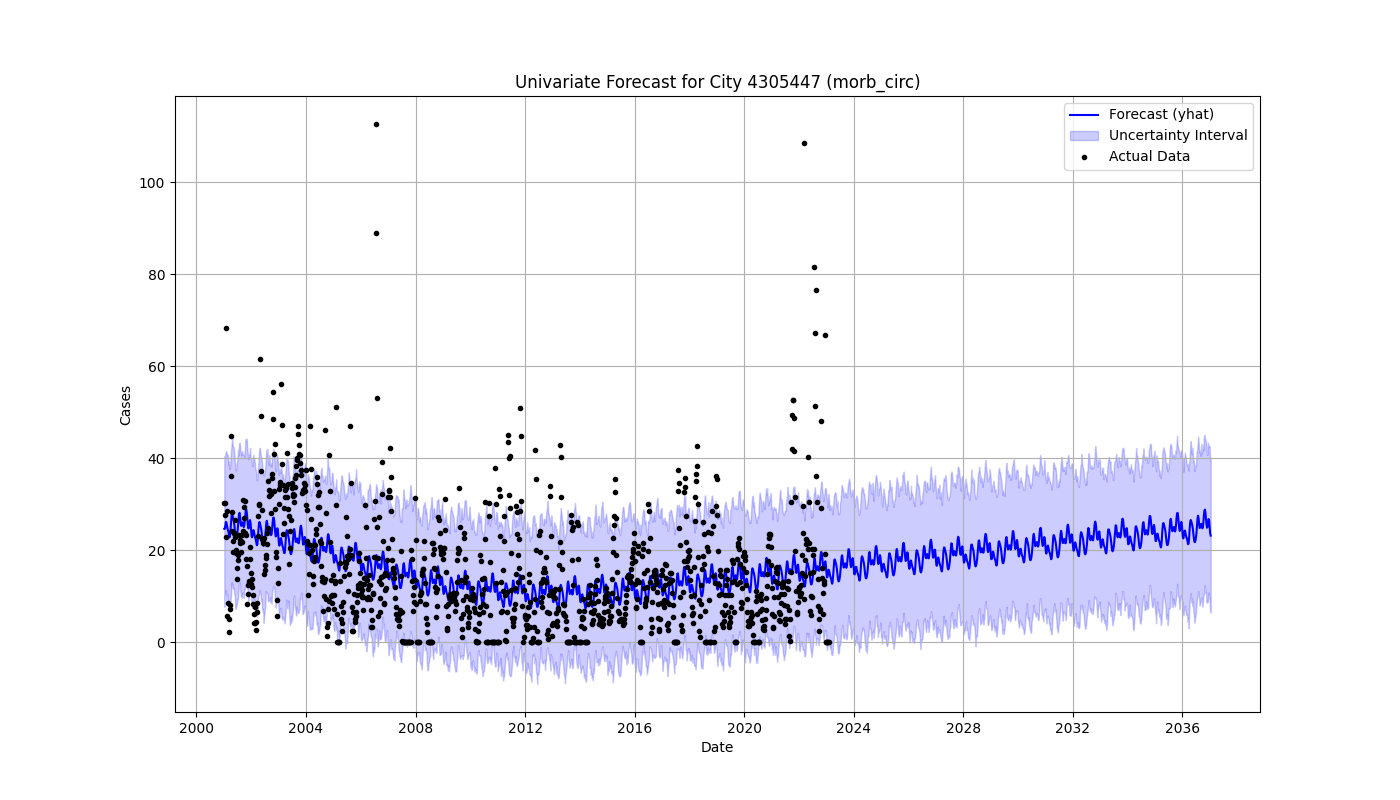 Univariate Forecast for City 4305447 (morb_circ)
Forecast (yhat)
Uncertainty Interval
Actual Data
Cases
100
80
60
40
20
0
2000 2004 2008 2012 2016 2020 2024 2028 2032 2036
Date